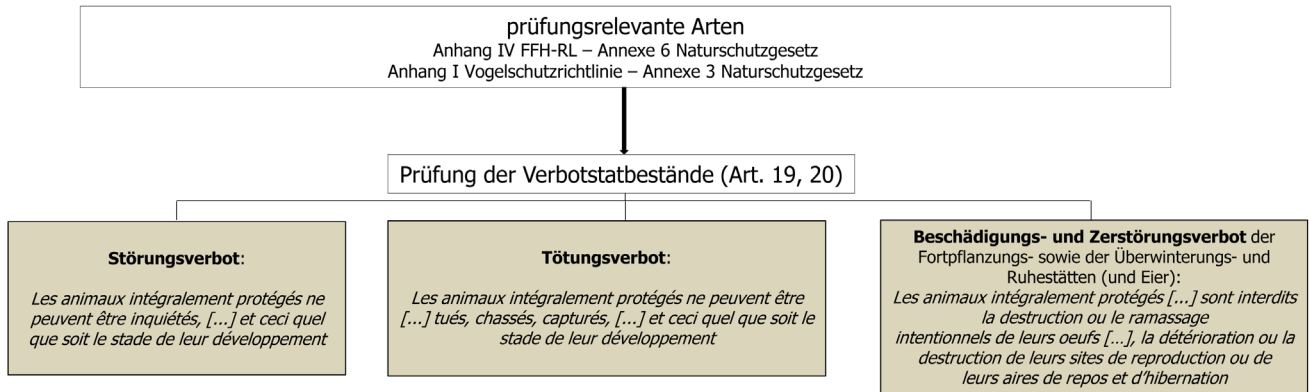 prüfungsrelevante Arten
Anhang IV FFH-RL – Annexe 6 Naturschutzgesetz
Anhang I Vogelschutzrichtlinie – Annexe 3 Naturschutzgesetz
Prüfung der Verbotstatbestände (Art. 19, 20)
Störungsverbot:
Les animaux intégralement protégés ne
peuvent être inquiétés, [...] et ceci quel
que soit le stade de leur développement
Tötungsverbot:
Les animaux intégralement protégés ne peuvent être
[...] tués, chassés, capturés, [...] et ceci quel que soit le
stade de leur développement
Beschädigungs- und Zerstörungsverbot der
Fortpflanzungs- sowie der Überwinterungs- und
Ruhestätten (und Eier):
Les animaux intégralement protégés [...] sont interdits
la destruction ou le ramassage
intentionnels de leurs oeufs [...], la détérioration ou la
destruction de leurs sites de reproduction ou de
leurs aires de repos et d'hibernation